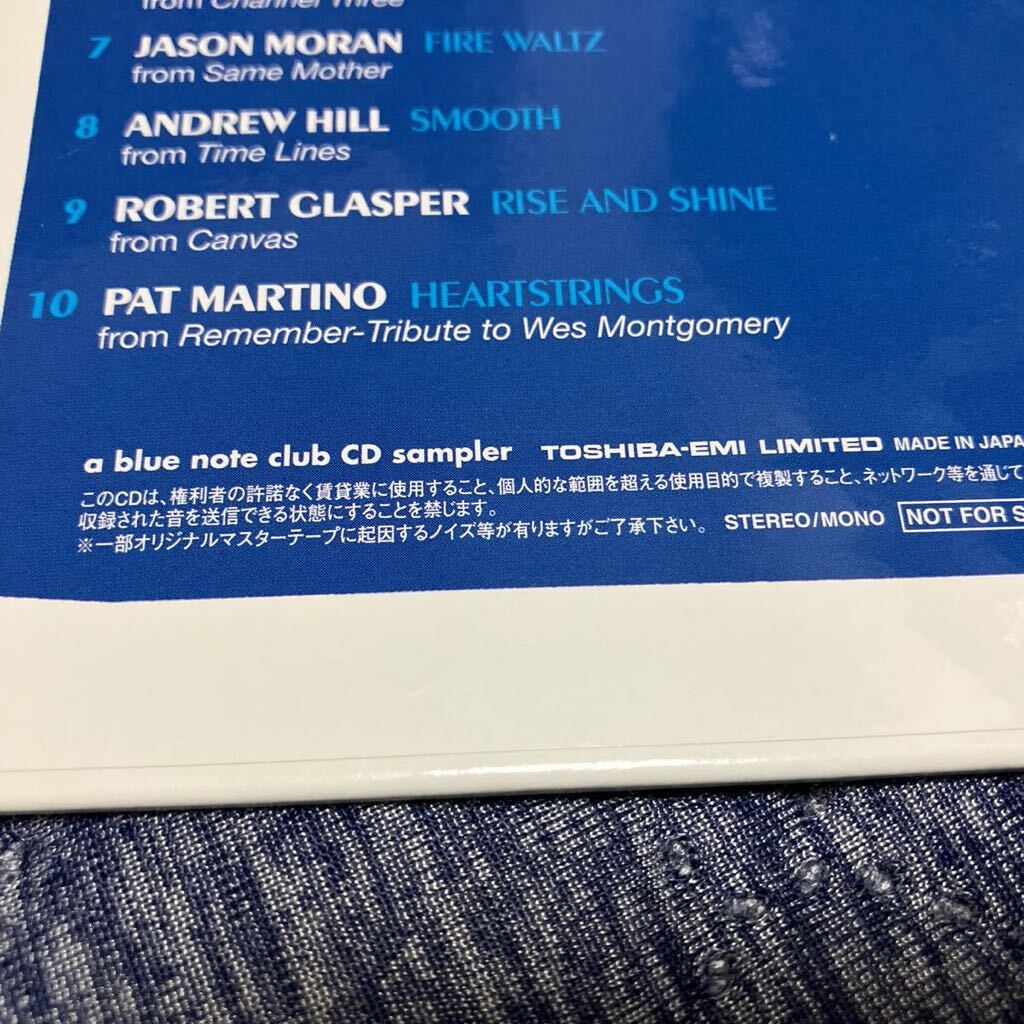 from Channel Three
7 JASON MORAN FIRE WALTZ
from Same Mother
8 ANDREW HILL SMOOTH
from Time Lines
9 ROBERT GLASPER RISE AND SHINE
from Canvas
10 PAT MARTINO HEARTSTRINGS
from Remember-Tribute to Wes Montgomery
a blue note club CD sampler TOSHIBA-EMI LIMITED MADE IN JAPA
このCDは、権利者の許諾なく賃貸業に使用すること、個人的な範囲を超える使用目的で複製すること、ネットワーク等を通じて
収録された音を送信できる状態にすることを禁じます。
※一部オリジナルマスターテープに起因するノイズ等が有りますがご了承下さい。 STEREO/MONO NOT FOR S